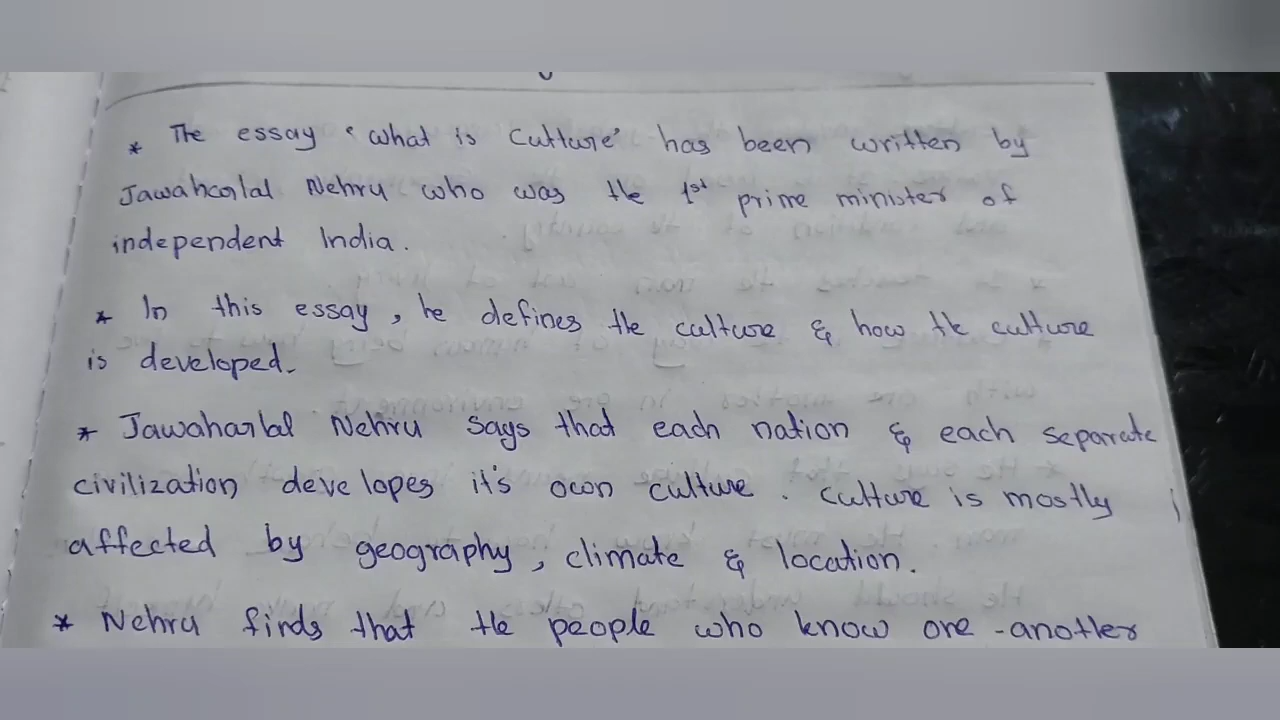 * The essay 'what is culture' has been written by
Jawaharlal Nehru who was the 1st prime minister of
independent India.
* In this essay, he defines the culture & how the culture
is developed.
* Jawaharlal Nehru says that each nation & each separate
civilization developes it's own culture. culture is mostly
affected by geography, climate & location.
* Nehru finds that the people who know one-another